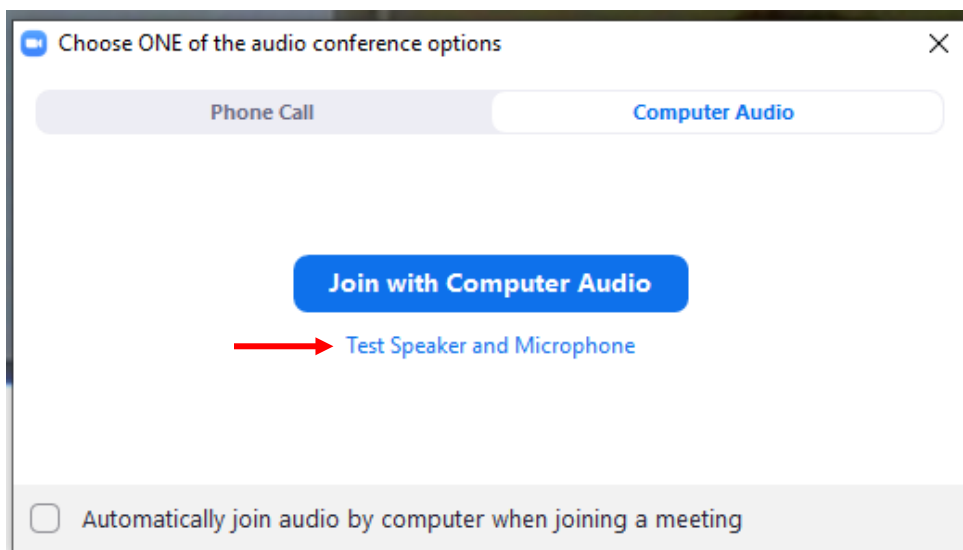 Choose ONE of the audio conference options
Phone Call
Computer Audio
Join with Computer Audio
Test Speaker and Microphone
Automatically join audio by computer when joining a meeting